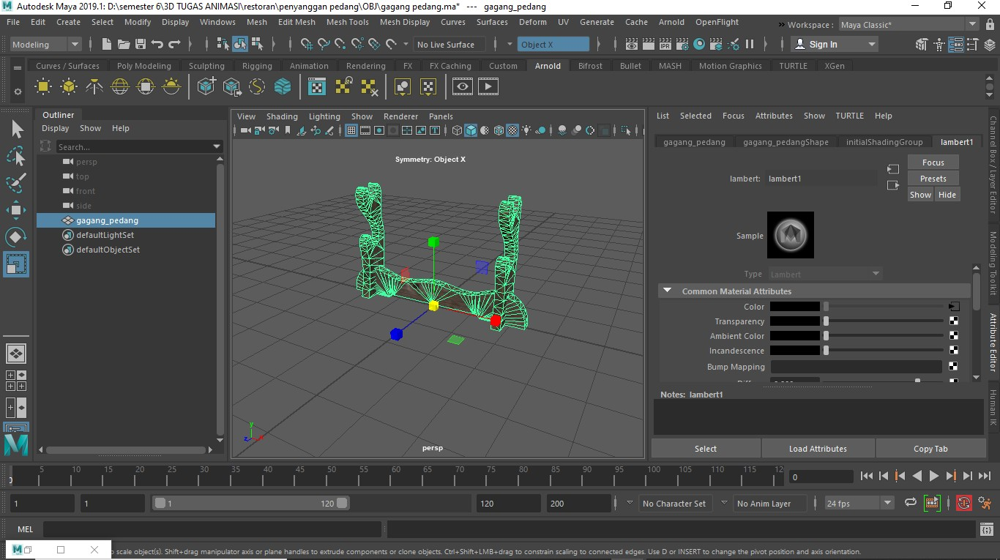 Autodesk Maya 2019.1: D:\semester 6\3D TUGAS ANIMASI\restoran\penyanggan pedang\OBJ\gagang pedang.ma* --- gagang_pedang
File Edit Create Select Modify Display Windows Mesh Edit Mesh Mesh Tools Mesh Display Curves Surfaces Deform UV Generate Cache Arnold OpenFlight » Workspace : Maya Classic*
Modeling No Live Surface Object X IPR Sign In
Curves / Surfaces Poly Modeling Sculpting Rigging Animation Rendering FX FX Caching Custom Arnold Bifrost Bullet MASH Motion Graphics TURTLE XGen
Outliner
Display Show Help
Search...
persp
top
front
side
gagang_pedang
defaultLightSet
defaultObjectSet
View Shading Lighting Show Renderer Panels
Symmetry: Object X
y
z
x
persp
List Selected Focus Attributes Show TURTLE Help
gagang_pedang gagang_pedangShape initialShadingGroup lambert1
Focus
lambert: lambert1 Presets
Show Hide
Sample
Type Lambert
Common Material Attributes
Color
Transparency
Ambient Color
Incandescence
Bump Mapping
Notes: lambert1
Select Load Attributes Copy Tab
Channel Box / Layer Editor
Modeling Toolkit
Attribute Editor
Human IK
5 10 15 20 25 30 35 40 45 50 55 60 65 70 75 80 85 90 95 100 105 110 115 12 0
1 1 1 120 120 200 No Character Set No Anim Layer 24 fps
MEL
scale object(s). Shift+drag manipulator axis or plane handles to extrude components or clone objects. Ctrl+Shift+LMB+drag to constrain scaling to connected edges. Use D or INSERT to change the pivot position and axis orientation.